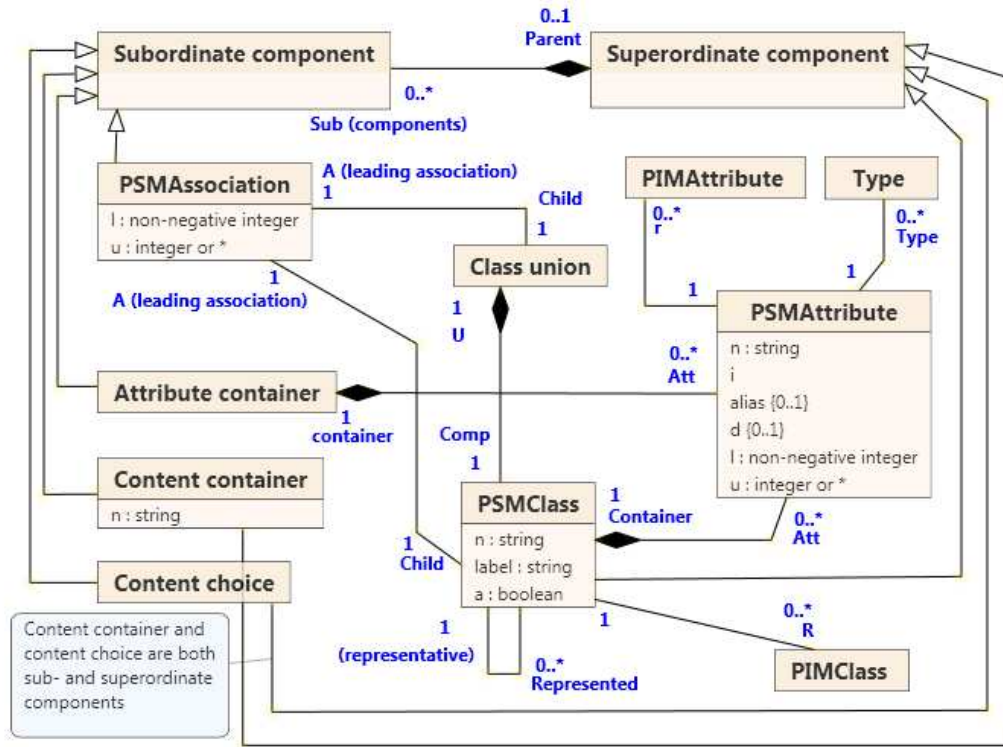 0..1
Parent
Subordinate component
Superordinate component
0..*
Sub (components)
A (leading association)
1
Child
1
PSMAssociation
l : non-negative integer
u : integer or *
1
A (leading association)
PIMAttribute
Type
0..*
r
0..*
Type
Class union
1
U
1
1
PSMAttribute
n : string
i
alias {0..1}
d {0..1}
l : non-negative integer
u : integer or *
0..*
Att
Attribute container
1
container
Comp
1
Content container
n : string
PSMClass
n : string
label : string
a : boolean
1
Container
0..*
Att
1
Child
Content choice
Content container and
content choice are both
sub- and superordinate
components
1
(representative)
0..*
Represented
1
0..*
R
PIMClass